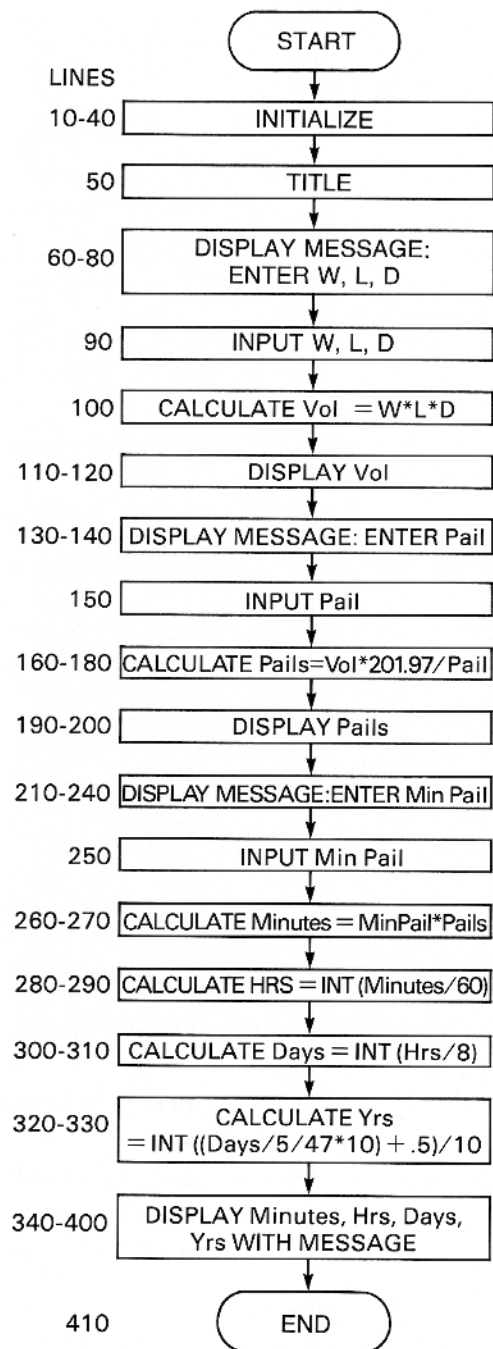 START
LINES
10-40 INITIALIZE
50 TITLE
60-80 DISPLAY MESSAGE:
ENTER W, L, D
90 INPUT W, L, D
100 CALCULATE Vol = W*L*D
110-120 DISPLAY Vol
130-140 DISPLAY MESSAGE: ENTER Pail
150 INPUT Pail
160-180 CALCULATE Pails=Vol*201.97/Pail
190-200 DISPLAY Pails
210-240 DISPLAY MESSAGE:ENTER Min Pail
250 INPUT Min Pail
260-270 CALCULATE Minutes = MinPail*Pails
280-290 CALCULATE HRS = INT (Minutes/60)
300-310 CALCULATE Days = INT (Hrs/8)
320-330 CALCULATE Yrs
= INT ((Days/5/47*10) + .5)/10
340-400 DISPLAY Minutes, Hrs, Days,
Yrs WITH MESSAGE
410 END